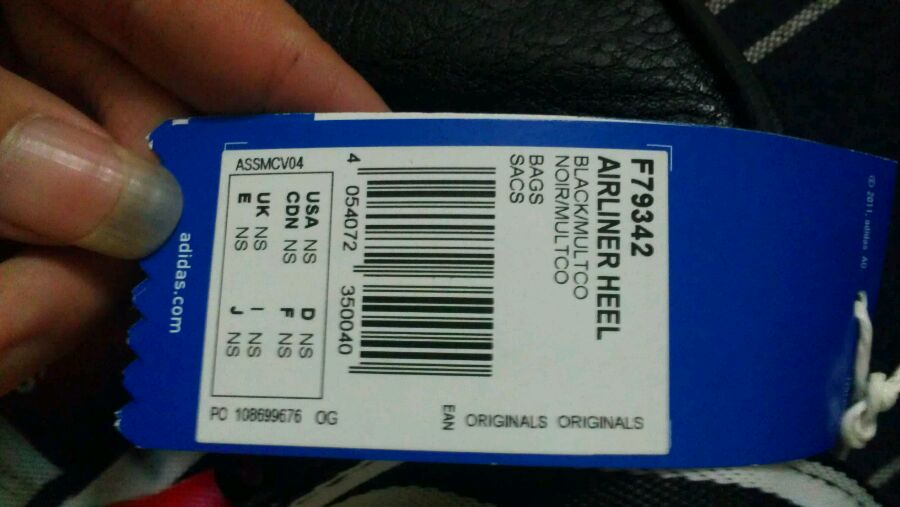 F79342
AIRLINER HEEL
BLACK/MULTCO
NOIR/MULTCO
BAGS
SACS
4 054072 350040
EAN
ORIGINALS ORIGINALS
ASSMCV04
USA NS D NS
CDN NS F NS
UK NS I NS
E NS J NS
PO 108699676 OG
adidas.com
© 2011, adidas AG